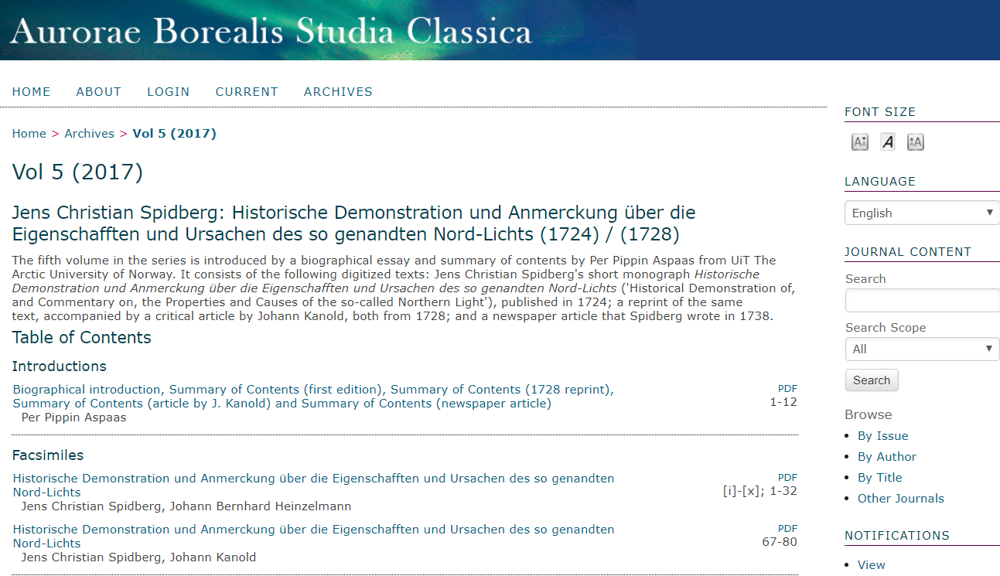 Aurorae Borealis Studia Classica
HOME ABOUT LOGIN CURRENT ARCHIVES
Home > Archives > Vol 5 (2017)
Vol 5 (2017)
Jens Christian Spidberg: Historische Demonstration und Anmerckung über die
Eigenschafften und Ursachen des so genandten Nord-Lichts (1724) / (1728)
The fifth volume in the series is introduced by a biographical essay and summary of contents by Per Pippin Aspaas from UiT The
Arctic University of Norway. It consists of the following digitized texts: Jens Christian Spidberg's short monograph Historische
Demonstration und Anmerckung über die Eigenschafften und Ursachen des so genandten Nord-Lichts ('Historical Demonstration of,
and Commentary on, the Properties and Causes of the so-called Northern Light'), published in 1724; a reprint of the same
text, accompanied by a critical article by Johann Kanold, both from 1728; and a newspaper article that Spidberg wrote in 1738.
Table of Contents
Introductions
Biographical introduction, Summary of Contents (first edition), Summary of Contents (1728 reprint),
Summary of Contents (article by J. Kanold) and Summary of Contents (newspaper article)
PDF
1-12
Per Pippin Aspaas
Facsimiles
Historische Demonstration und Anmerckung über die Eigenschafften und Ursachen des so genandten
Nord-Lichts
PDF
[i]-[x]; 1-32
Jens Christian Spidberg, Johann Bernhard Heinzelmann
Historische Demonstration und Anmerckung über die Eigenschafften und Ursachen des so genandten
Nord-Lichts
PDF
67-80
Jens Christian Spidberg, Johann Kanold
FONT SIZE
A A A
LANGUAGE
English
JOURNAL CONTENT
Search
Search Scope
All
Search
Browse
By Issue
By Author
By Title
Other Journals
NOTIFICATIONS
View